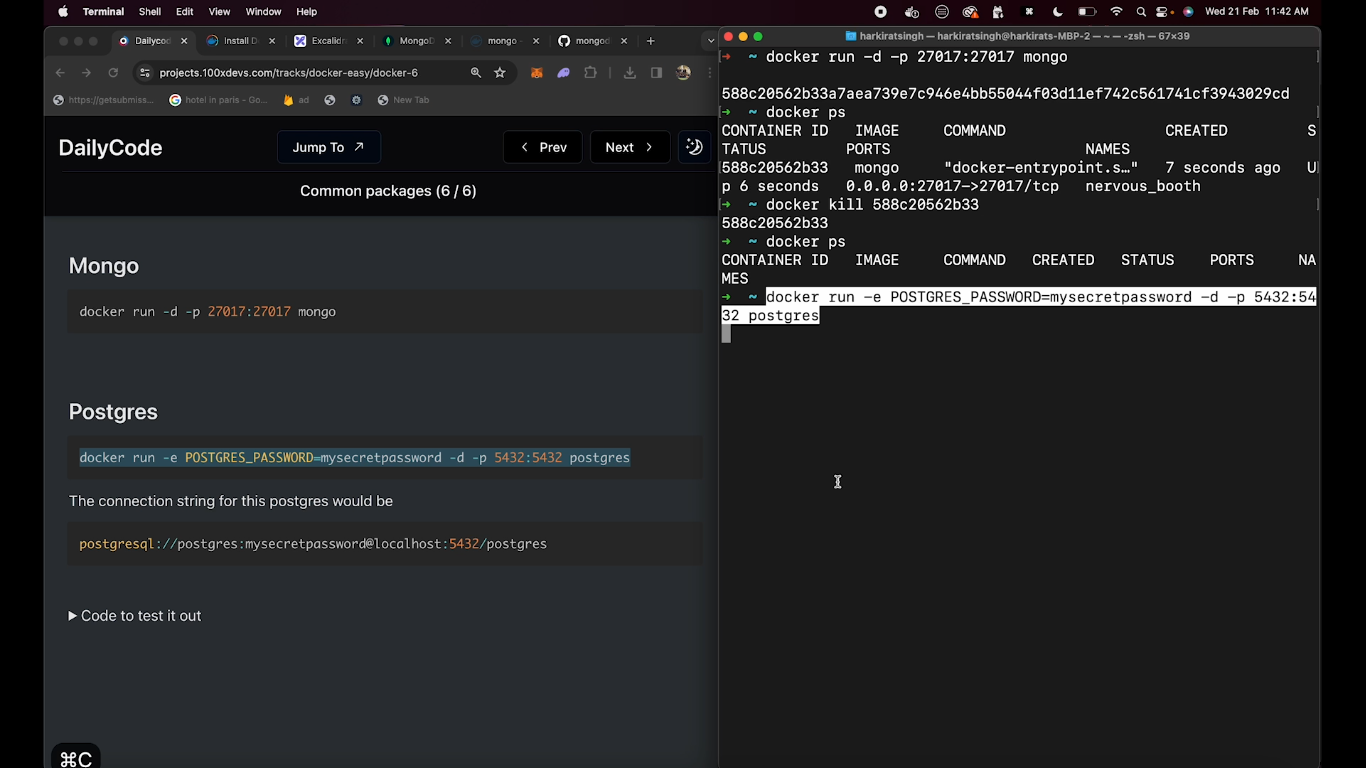 Terminal Shell Edit View Window Help
Wed 21 Feb 11:42 AM
Dailycod
Install D
Excalidr
MongoD
mongo -
mongod
projects.100xdevs.com/tracks/docker-easy/docker-6
https://getsubmiss...
hotel in paris - Go...
ad
New Tab
DailyCode
Jump To ↗
< Prev
Next >
Common packages (6 / 6)
Mongo
docker run -d -p 27017:27017 mongo
Postgres
docker run -e POSTGRES_PASSWORD=mysecretpassword -d -p 5432:5432 postgres
The connection string for this postgres would be
postgresql://postgres:mysecretpassword@localhost:5432/postgres
▶ Code to test it out
⌘C
harkiratsingh — harkiratsingh@harkirats-MBP-2 — ~ — -zsh — 67×39
→ ~ docker run -d -p 27017:27017 mongo
588c20562b33a7aea739e7c946e4bb55044f03d11ef742c561741cf3943029cd
→ ~ docker ps
CONTAINER ID IMAGE COMMAND CREATED S
TATUS PORTS NAMES
588c20562b33 mongo "docker-entrypoint.s…" 7 seconds ago U
p 6 seconds 0.0.0.0:27017->27017/tcp nervous_booth
→ ~ docker kill 588c20562b33
588c20562b33
→ ~ docker ps
CONTAINER ID IMAGE COMMAND CREATED STATUS PORTS NA
MES
→ ~ docker run -e POSTGRES_PASSWORD=mysecretpassword -d -p 5432:54
32 postgres